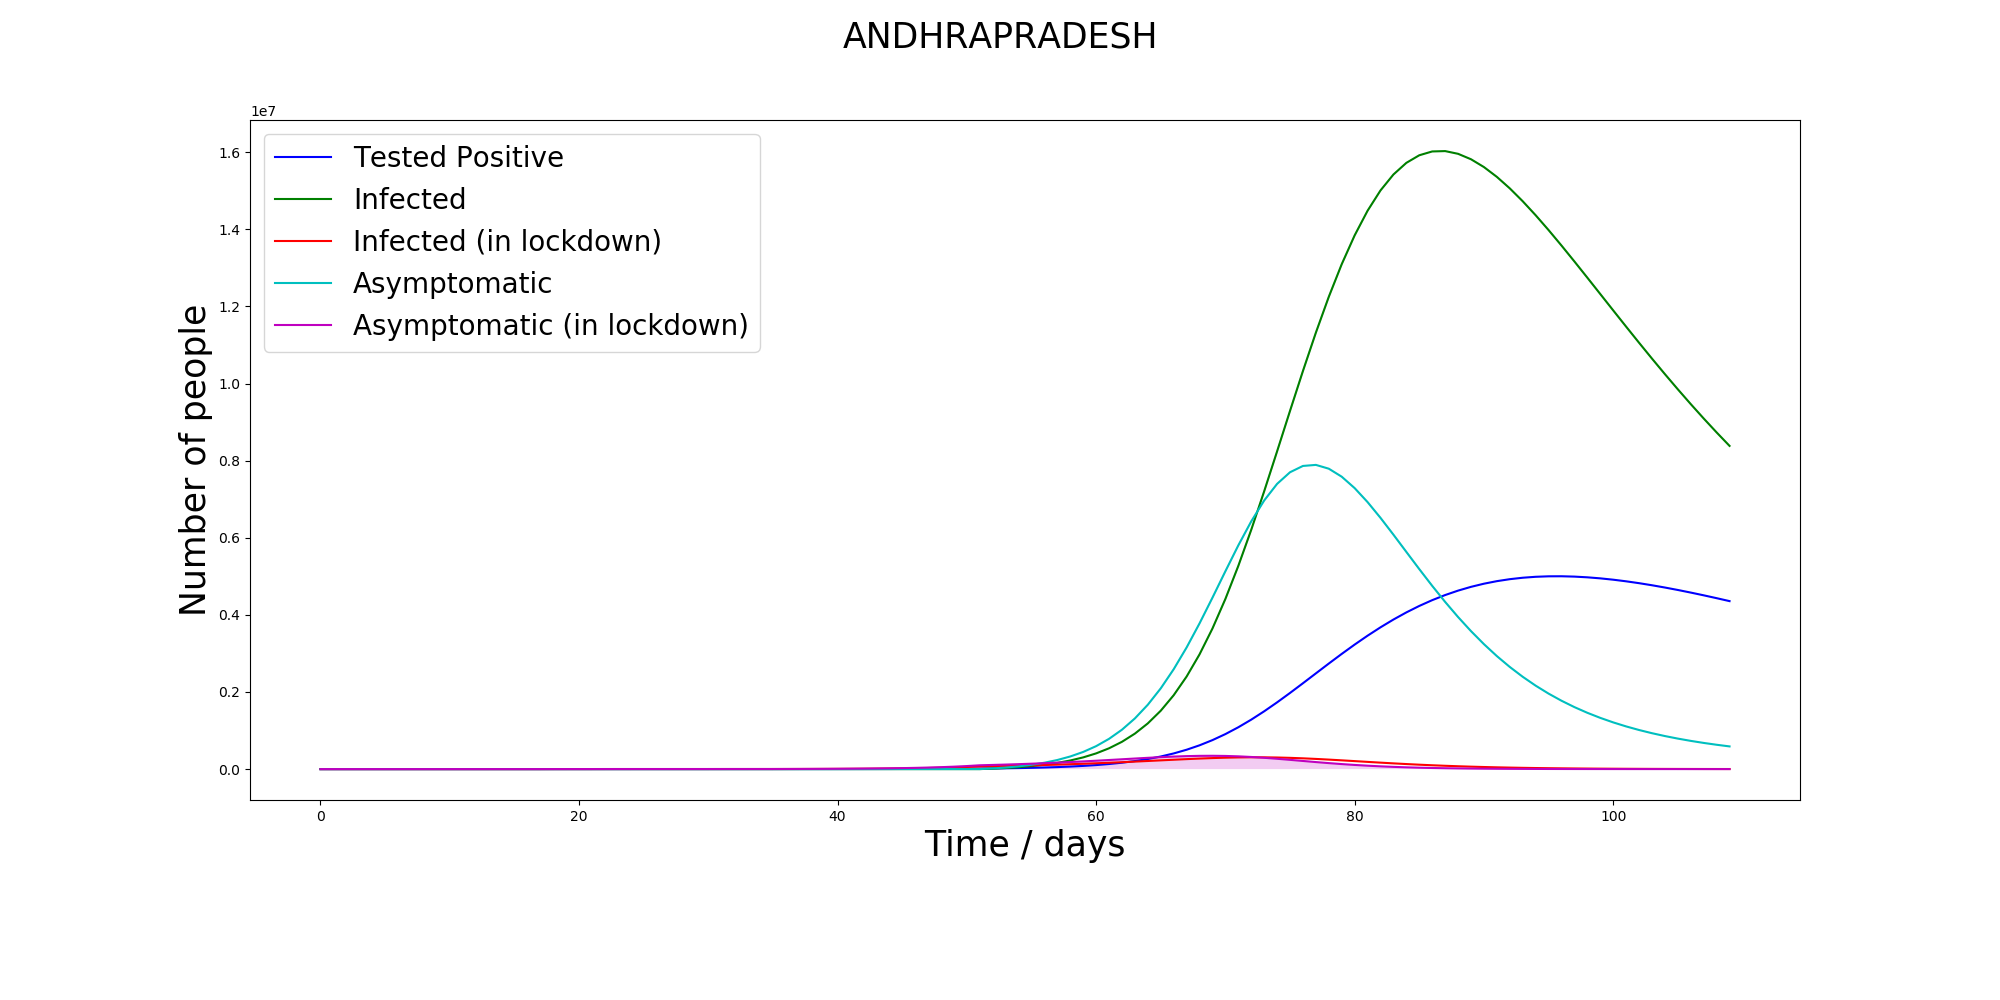 ANDHRAPRADESH
1e7
1.6
1.4
1.2
1.0
0.8
0.6
0.4
0.2
0.0
Number of people
Tested Positive
Infected
Infected (in lockdown)
Asymptomatic
Asymptomatic (in lockdown)
0 20 40 60 80 100
Time / days